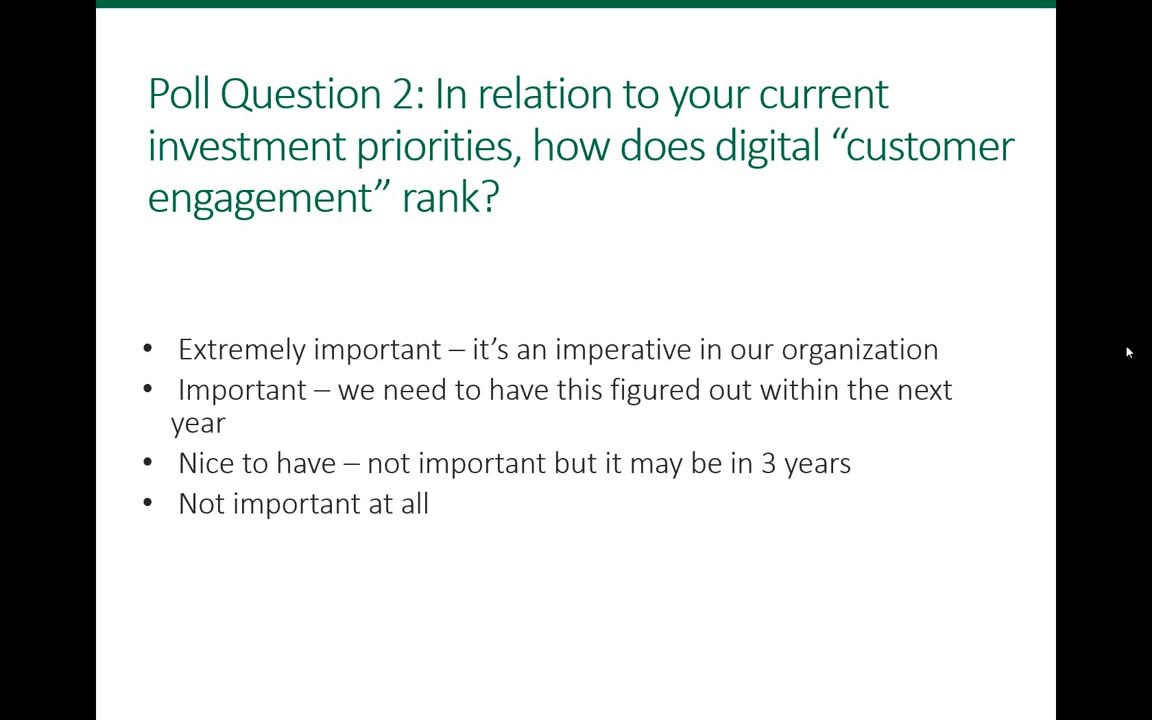 Poll Question 2: In relation to your current
investment priorities, how does digital “customer
engagement” rank?
• Extremely important – it’s an imperative in our organization
• Important – we need to have this figured out within the next
year
• Nice to have – not important but it may be in 3 years
• Not important at all